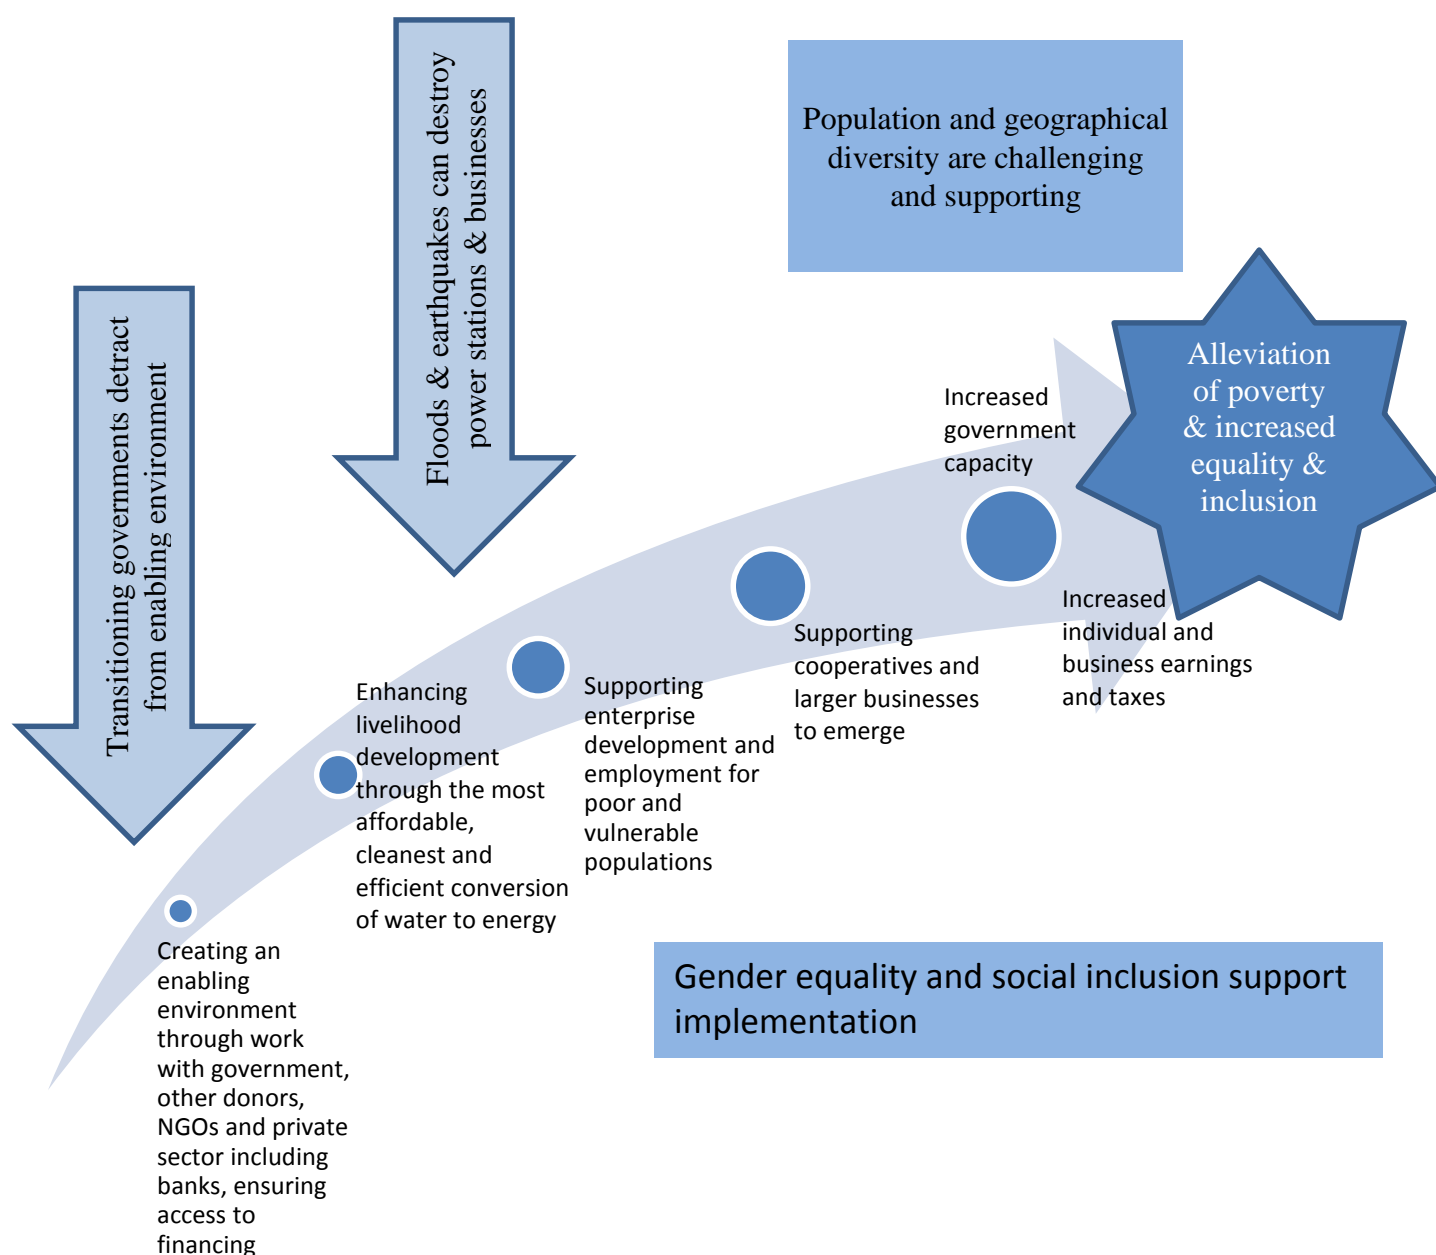 Transitioning governments detract
from enabling environment
Floods & earthquakes can destroy
power stations & businesses
Population and geographical
diversity are challenging
and supporting
Alleviation
of poverty
& increased
equality &
inclusion
Increased
government
capacity
Increased
individual and
business earnings
and taxes
Supporting
cooperatives and
larger businesses
to emerge
Supporting
enterprise
development and
employment for
poor and
vulnerable
populations
Enhancing
livelihood
development
through the most
affordable,
cleanest and
efficient conversion
of water to energy
Creating an
enabling
environment
through work
with government,
other donors,
NGOs and private
sector including
banks, ensuring
access to
financing
Gender equality and social inclusion support
implementation